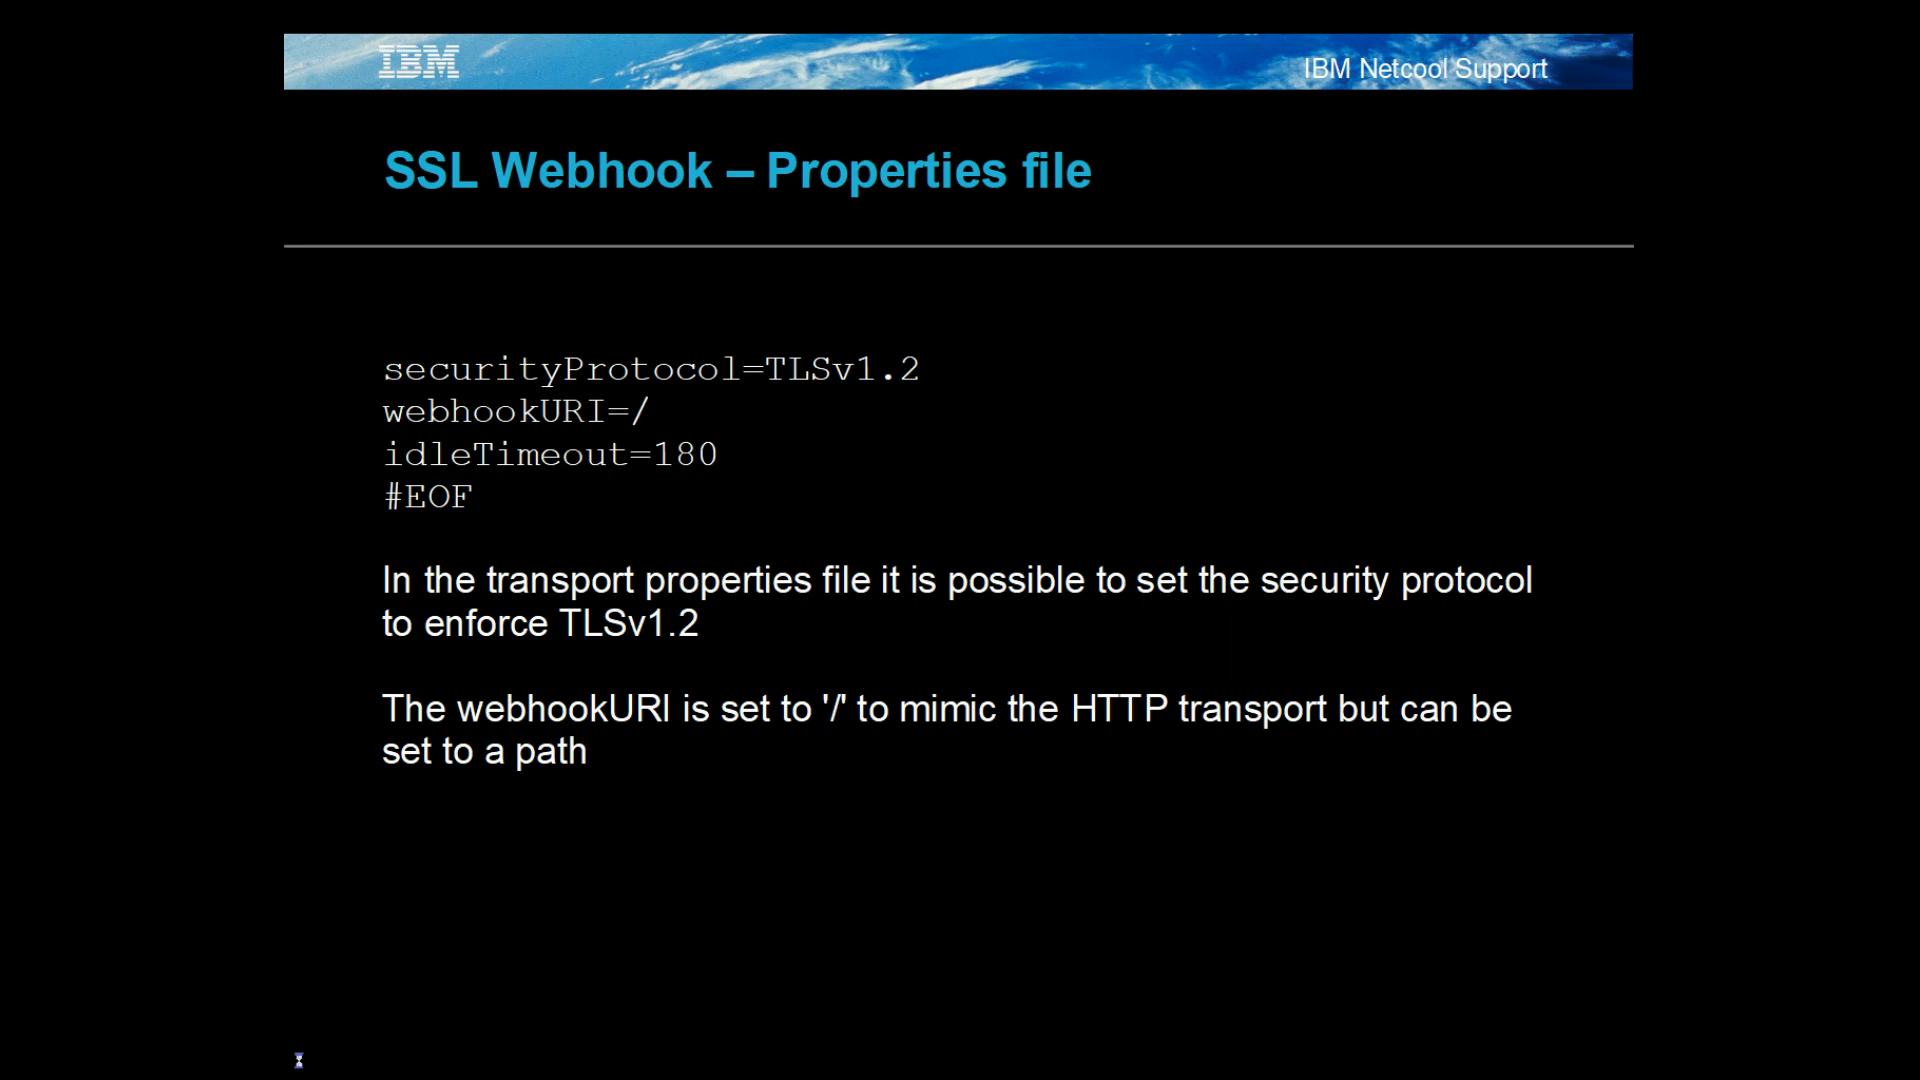 IBM
IBM Netcool Support
SSL Webhook – Properties file
securityProtocol=TLSv1.2
webhookURI=/
idleTimeout=180
#EOF
In the transport properties file it is possible to set the security protocol
to enforce TLSv1.2
The webhookURI is set to '/' to mimic the HTTP transport but can be
set to a path